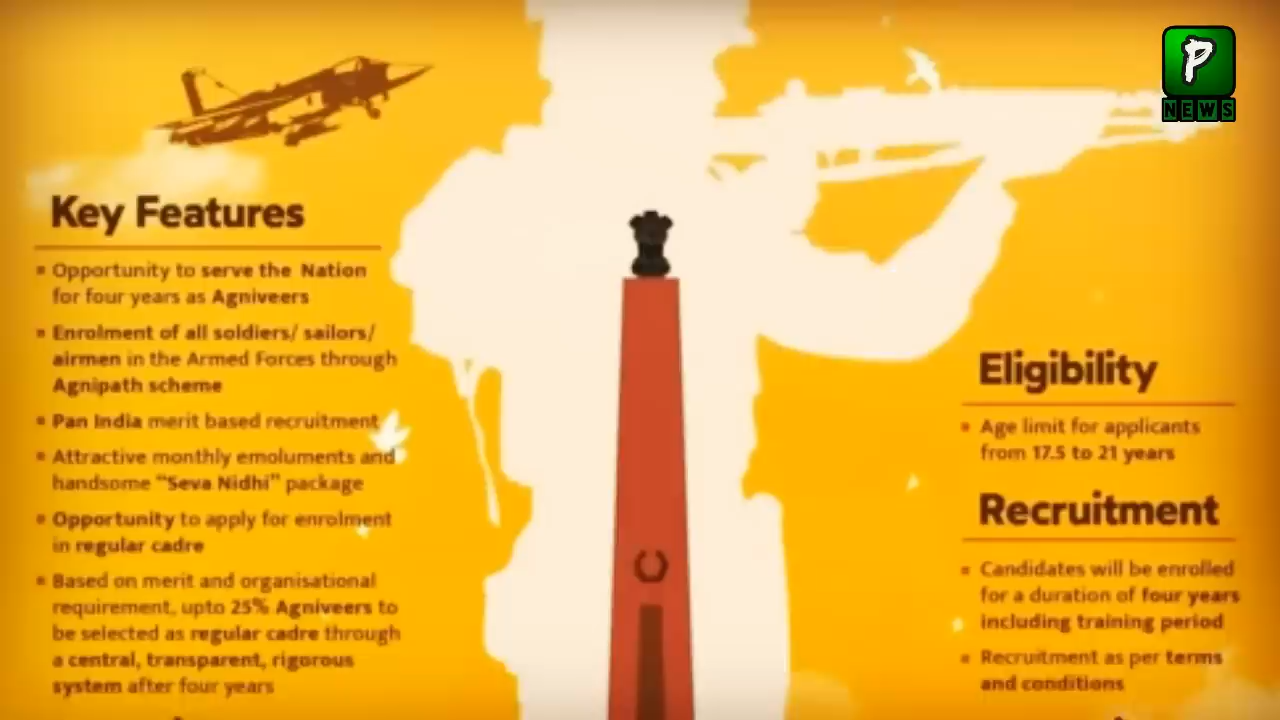 P
NEWS
Key Features
Opportunity to serve the Nation
for four years as Agniveers
Enrolment of all soldiers/ sailors/
airmen in the Armed Forces through
Agnipath scheme
Pan India merit based recruitment
Attractive monthly emoluments and
handsome “Seva Nidhi” package
Opportunity to apply for enrolment
in regular cadre
Based on merit and organisational
requirement, upto 25% Agniveers to
be selected as regular cadre through
a central, transparent, rigorous
system after four years
Eligibility
Age limit for applicants
from 17.5 to 21 years
Recruitment
Candidates will be enrolled
for a duration of four years
including training period
Recruitment as per terms
and conditions